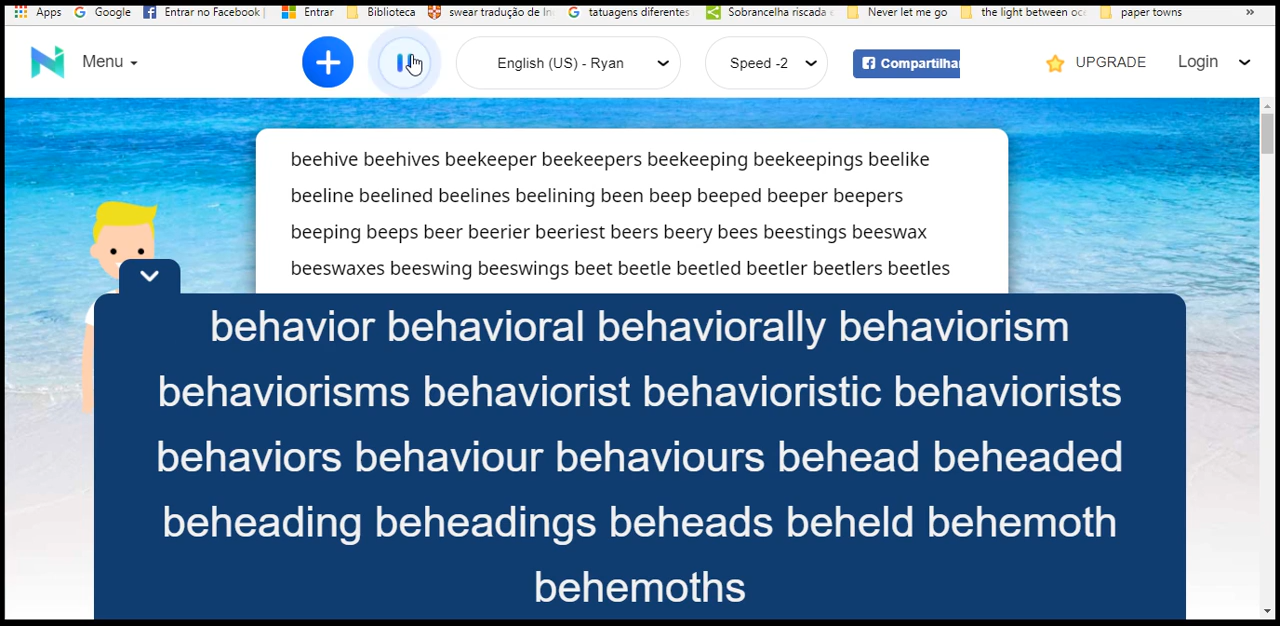 Apps Google Entrar no Facebook Entrar Biblioteca swear tradução de In tatuagens diferentes Sobrancelha riscada Never let me go the light between oce paper towns »
Menu English (US) - Ryan Speed -2 Compartilhar UPGRADE Login
beehive beehives beekeeper beekeepers beekeeping beekeepings beelike
beeline beelined beelines beelining been beep beeped beeper beepers
beeping beeps beer beerier beeriest beers beery bees beestings beeswax
beeswaxes beeswing beeswings beet beetle beetled beetler beetlers beetles
behavior behavioral behaviorally behaviorism
behaviorisms behaviorist behavioristic behaviorists
behaviors behaviour behaviours behead beheaded
beheading beheadings beheads beheld behemoth
behemoths